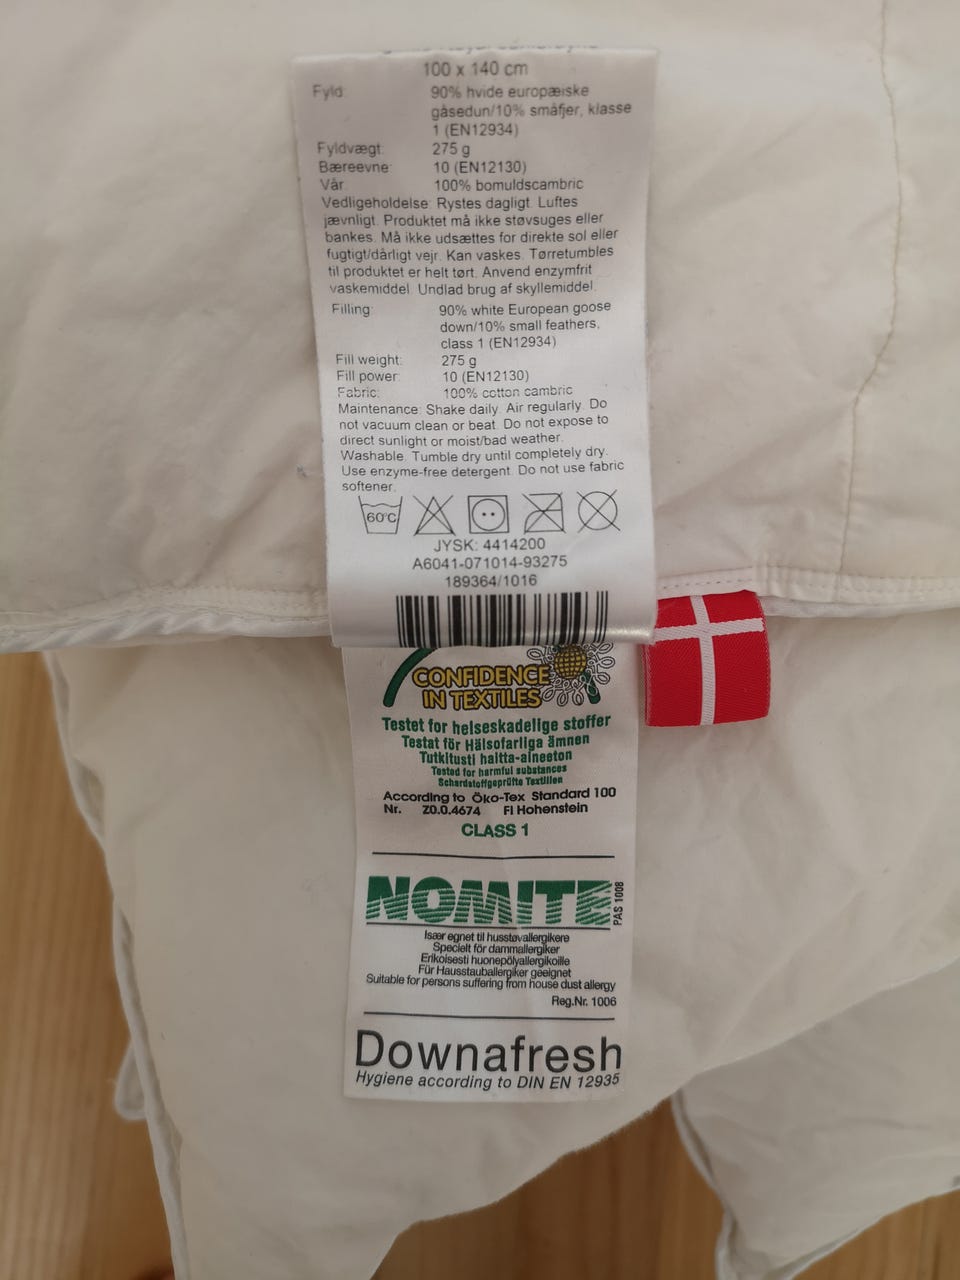 100 x 140 cm
Fyld: 90% hvide europæiske
gåsedun/10% småfjer, klasse
1 (EN12934)
Fyldvægt: 275 g
Bæreevne: 10 (EN12130)
Vår: 100% bomuldscambric
Vedligeholdelse: Rystes dagligt. Luftes
jævnligt. Produktet må ikke støvsuges eller
bankes. Må ikke udsættes for direkte sol eller
fugtigt/dårligt vejr. Kan vaskes. Tørretumbles
til produktet er helt tørt. Anvend enzymfrit
vaskemiddel. Undlad brug af skyllemiddel.
Filling: 90% white European goose
down/10% small feathers,
class 1 (EN12934)
Fill weight: 275 g
Fill power: 10 (EN12130)
Fabric: 100% cotton cambric
Maintenance: Shake daily. Air regularly. Do
not vacuum clean or beat. Do not expose to
direct sunlight or moist/bad weather.
Washable. Tumble dry until completely dry.
Use enzyme-free detergent. Do not use fabric
softener.
60°C
JYSK: 4414200
A6041-071014-93275
189364/1016
CONFIDENCE
IN TEXTILES
Testet for helseskadelige stoffer
Testat för Hälsofarliga ämnen
Tutkitusti haitta-aineeton
Tested for harmful substances
Schardstoffgeprüfte Textilien
According to Öko-Tex Standard 100
Nr. Z0.0.4674 FI Hohenstein
CLASS 1
NOMITE
PAS 1008
Især egnet til husstøvallergikere
Specielt för dammallergiker
Erikoisesti huonepölyallergikoille
Für Hausstauballergiker geeignet
Suitable for persons suffering from house dust allergy
Reg.Nr. 1006
Downafresh
Hygiene according to DIN EN 12935